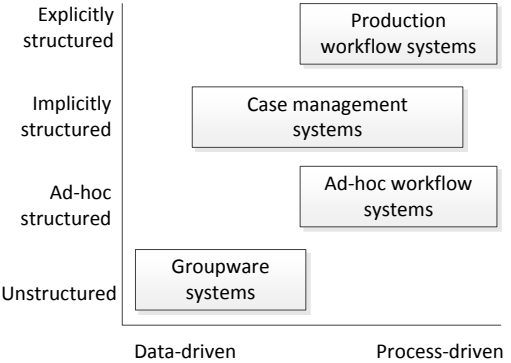 Explicitly
structured
Production
workflow systems
Implicitly
structured
Case management
systems
Ad-hoc
structured
Ad-hoc workflow
systems
Unstructured
Groupware
systems
Data-driven
Process-driven